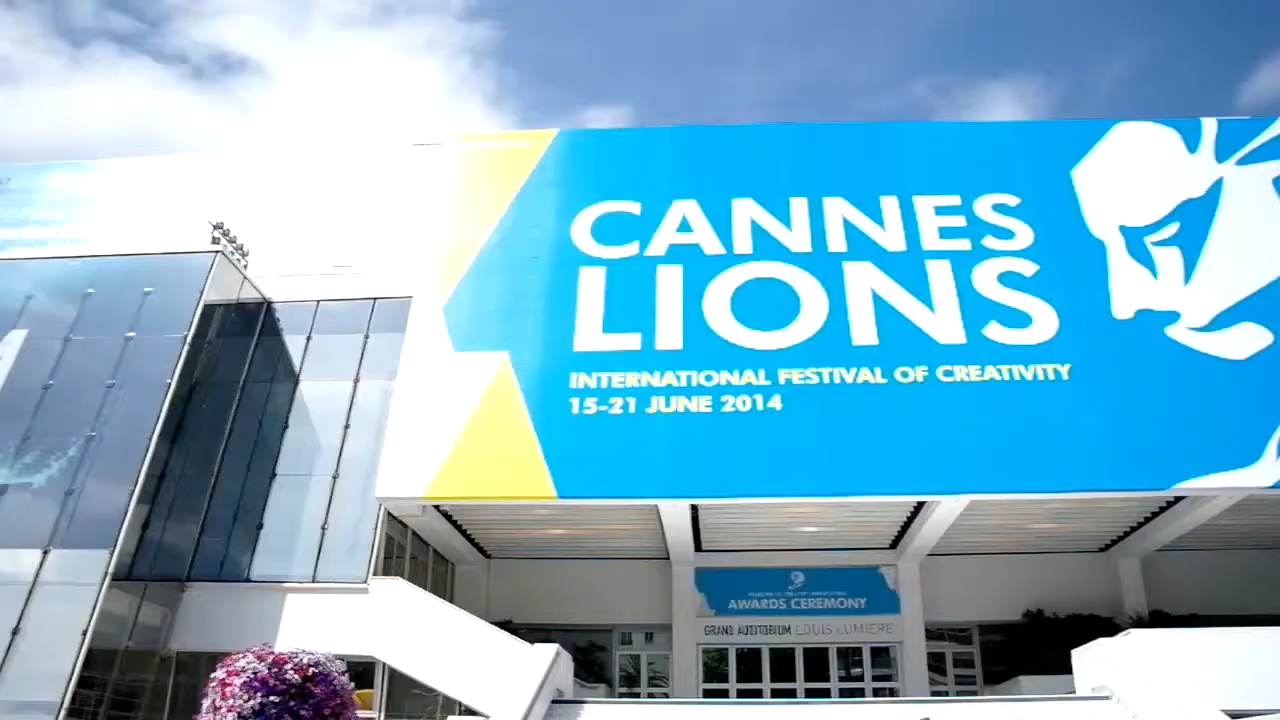 CANNES
LIONS
INTERNATIONAL FESTIVAL OF CREATIVITY
15-21 JUNE 2014
AWARDS CEREMONY
GRAND AUDITORIUM LOUIS LUMIERE